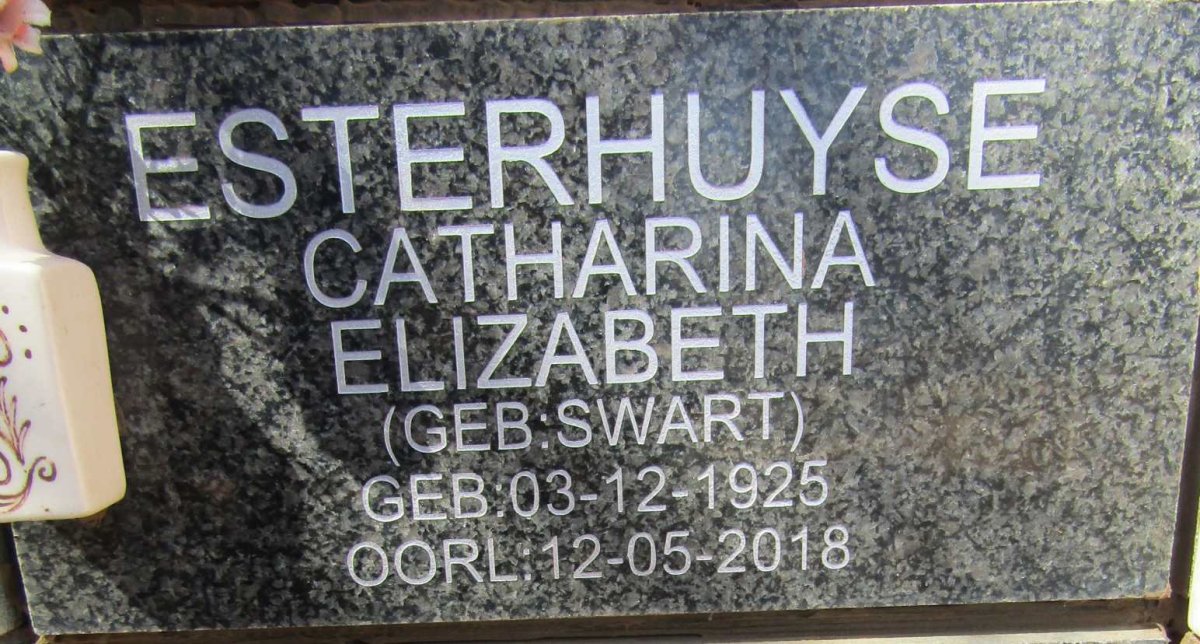 ESTERHUYSE
CATHARINA
ELIZABETH
(GEB:SWART)
GEB:03-12-1925
OORL:12-05-2018